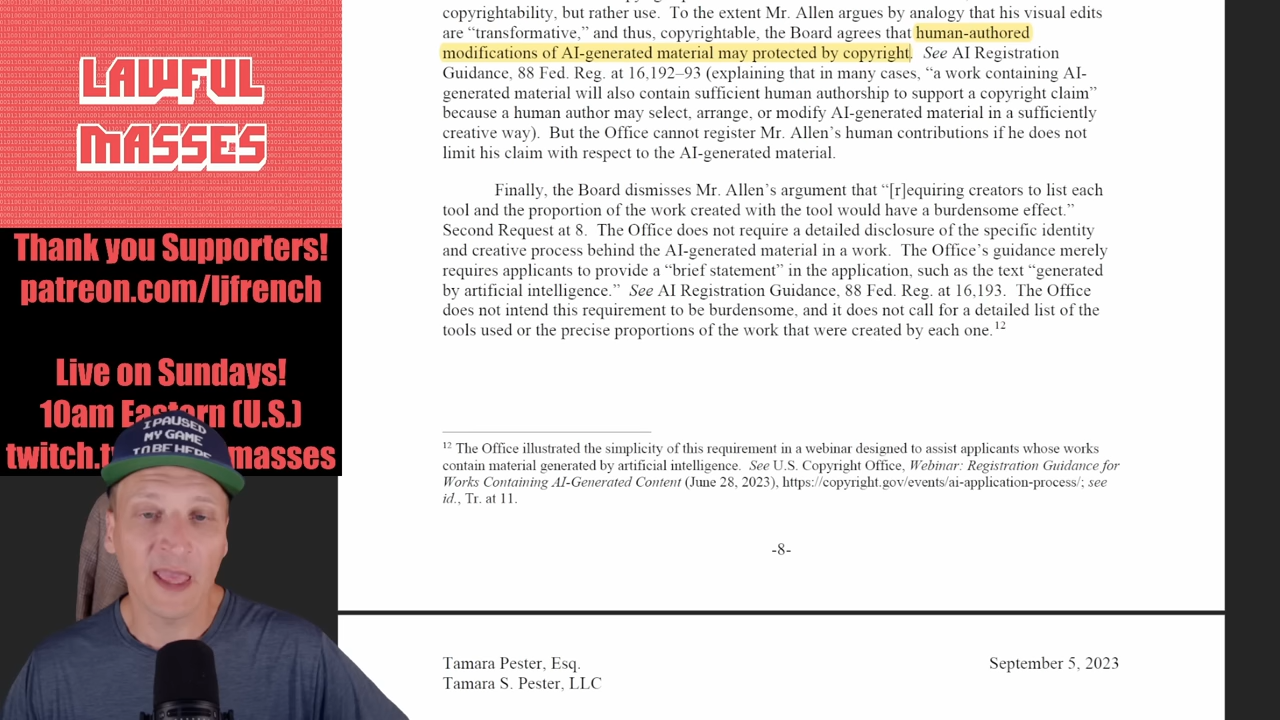 LAWFUL
MASSES
Thank you Supporters!
patreon.com/ljfrench
Live on Sundays!
10am Eastern (U.S.)
twitch.t masses
I PAUSED
MY GAME
TO BE HERE
copyrightability, but rather use. To the extent Mr. Allen argues by analogy that his visual edits
are “transformative,” and thus, copyrightable, the Board agrees that human-authored
modifications of AI-generated material may protected by copyright. See AI Registration
Guidance, 88 Fed. Reg. at 16,192–93 (explaining that in many cases, “a work containing AI-
generated material will also contain sufficient human authorship to support a copyright claim”
because a human author may select, arrange, or modify AI-generated material in a sufficiently
creative way). But the Office cannot register Mr. Allen’s human contributions if he does not
limit his claim with respect to the AI-generated material.
Finally, the Board dismisses Mr. Allen’s argument that “[r]equiring creators to list each
tool and the proportion of the work created with the tool would have a burdensome effect.”
Second Request at 8. The Office does not require a detailed disclosure of the specific identity
and creative process behind the AI-generated material in a work. The Office’s guidance merely
requires applicants to provide a “brief statement” in the application, such as the text “generated
by artificial intelligence.” See AI Registration Guidance, 88 Fed. Reg. at 16,193. The Office
does not intend this requirement to be burdensome, and it does not call for a detailed list of the
tools used or the precise proportions of the work that were created by each one.12
12 The Office illustrated the simplicity of this requirement in a webinar designed to assist applicants whose works
contain material generated by artificial intelligence. See U.S. Copyright Office, Webinar: Registration Guidance for
Works Containing AI-Generated Content (June 28, 2023), https://copyright.gov/events/ai-application-process/; see
id., Tr. at 11.
-8-
Tamara Pester, Esq. September 5, 2023
Tamara S. Pester, LLC